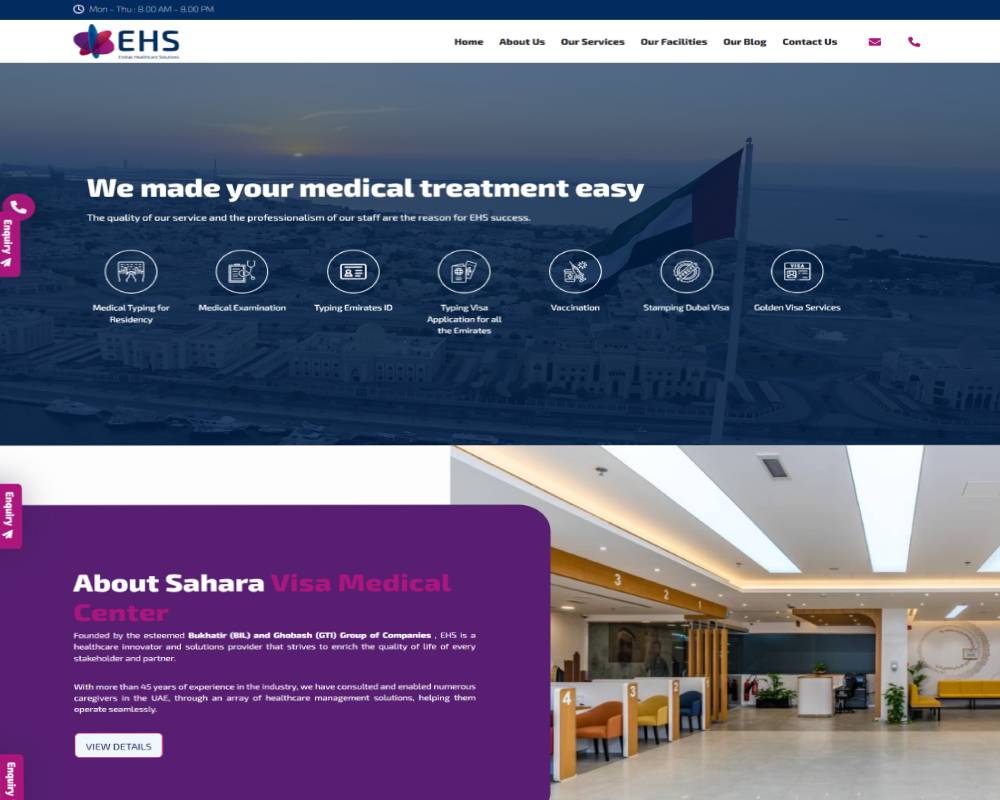 Mon – Thu : 8.00 AM – 8.00 PM
EHS
Emitac Healthcare Solutions
Home About Us Our Services Our Facilities Our Blog Contact Us
We made your medical treatment easy
The quality of our service and the professionalism of our staff are the reason for EHS success.
Enquiry
Medical Typing for
Residency
Medical Examination
Typing Emirates ID
Typing Visa
Application for all
the Emirates
Vaccination
Stamping Dubai Visa
VISA
Golden Visa Services
Enquiry
About Sahara Visa Medical
Center
Founded by the esteemed Bukhatir (BIL) and Ghobash (GTI) Group of Companies , EHS is a
healthcare innovator and solutions provider that strives to enrich the quality of life of every
stakeholder and partner.
With more than 45 years of experience in the industry, we have consulted and enabled numerous
caregivers in the UAE, through an array of healthcare management solutions, helping them
operate seamlessly.
VIEW DETAILS
Enquiry
3 2 1
4 3 2